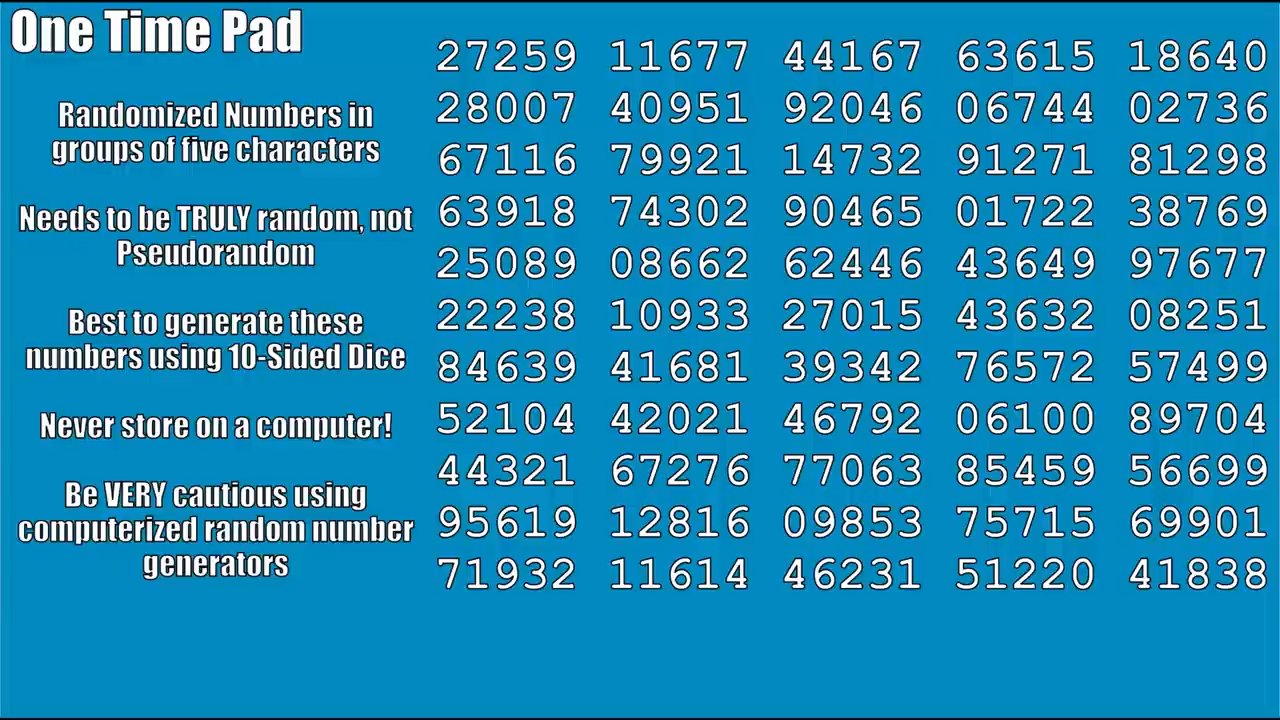 One Time Pad
Randomized Numbers in
groups of five characters
Needs to be TRULY random, not
Pseudorandom
Best to generate these
numbers using 10-Sided Dice
Never store on a computer!
Be VERY cautious using
computerized random number
generators
27259 11677 44167 63615 18640
28007 40951 92046 06744 02736
67116 79921 14732 91271 81298
63918 74302 90465 01722 38769
25089 08662 62446 43649 97677
22238 10933 27015 43632 08251
84639 41681 39342 76572 57499
52104 42021 46792 06100 89704
44321 67276 77063 85459 56699
95619 12816 09853 75715 69901
71932 11614 46231 51220 41838